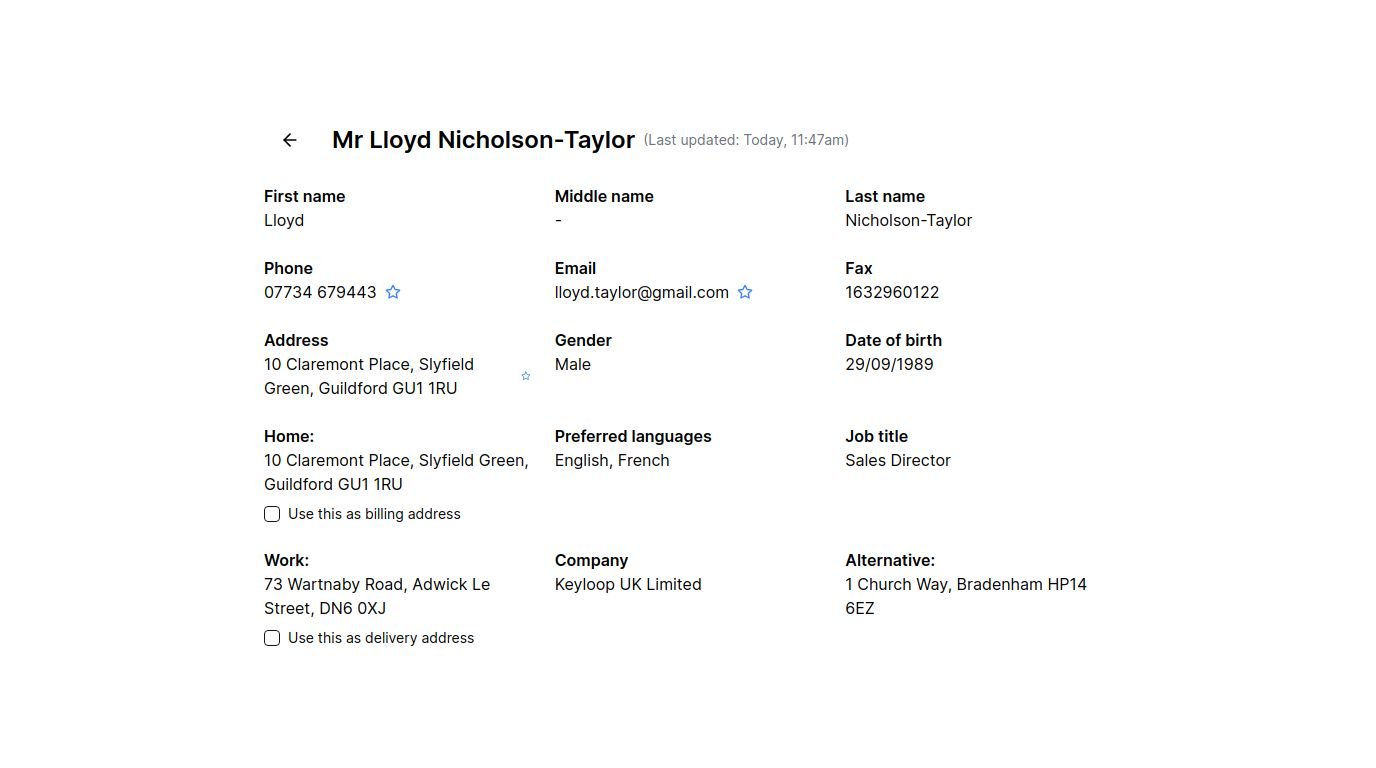 Mr Lloyd Nicholson-Taylor (Last updated: Today, 11:47am)
First name
Lloyd
Middle name
-
Last name
Nicholson-Taylor
Phone
07734 679443
Email
lloyd.taylor@gmail.com
Fax
1632960122
Address
10 Claremont Place, Slyfield
Green, Guildford GU1 1RU
Gender
Male
Date of birth
29/09/1989
Home:
10 Claremont Place, Slyfield Green,
Guildford GU1 1RU
Use this as billing address
Preferred languages
English, French
Job title
Sales Director
Work:
73 Wartnaby Road, Adwick Le
Street, DN6 0XJ
Use this as delivery address
Company
Keyloop UK Limited
Alternative:
1 Church Way, Bradenham HP14
6EZ